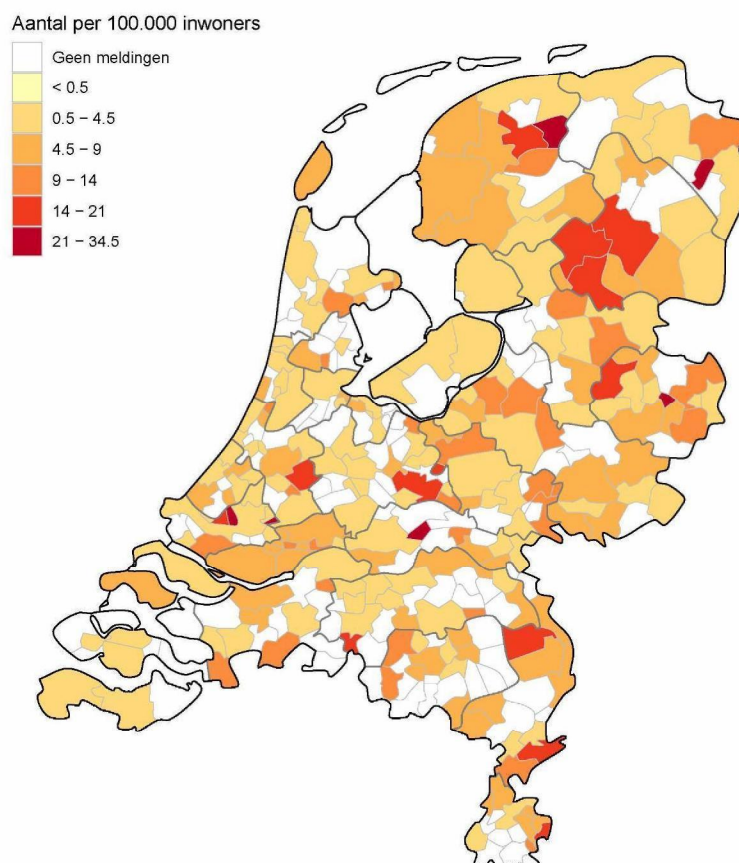 Aantal per 100.000 inwoners
Geen meldingen
< 0.5
0.5 – 4.5
4.5 – 9
9 – 14
14 – 21
21 – 34.5